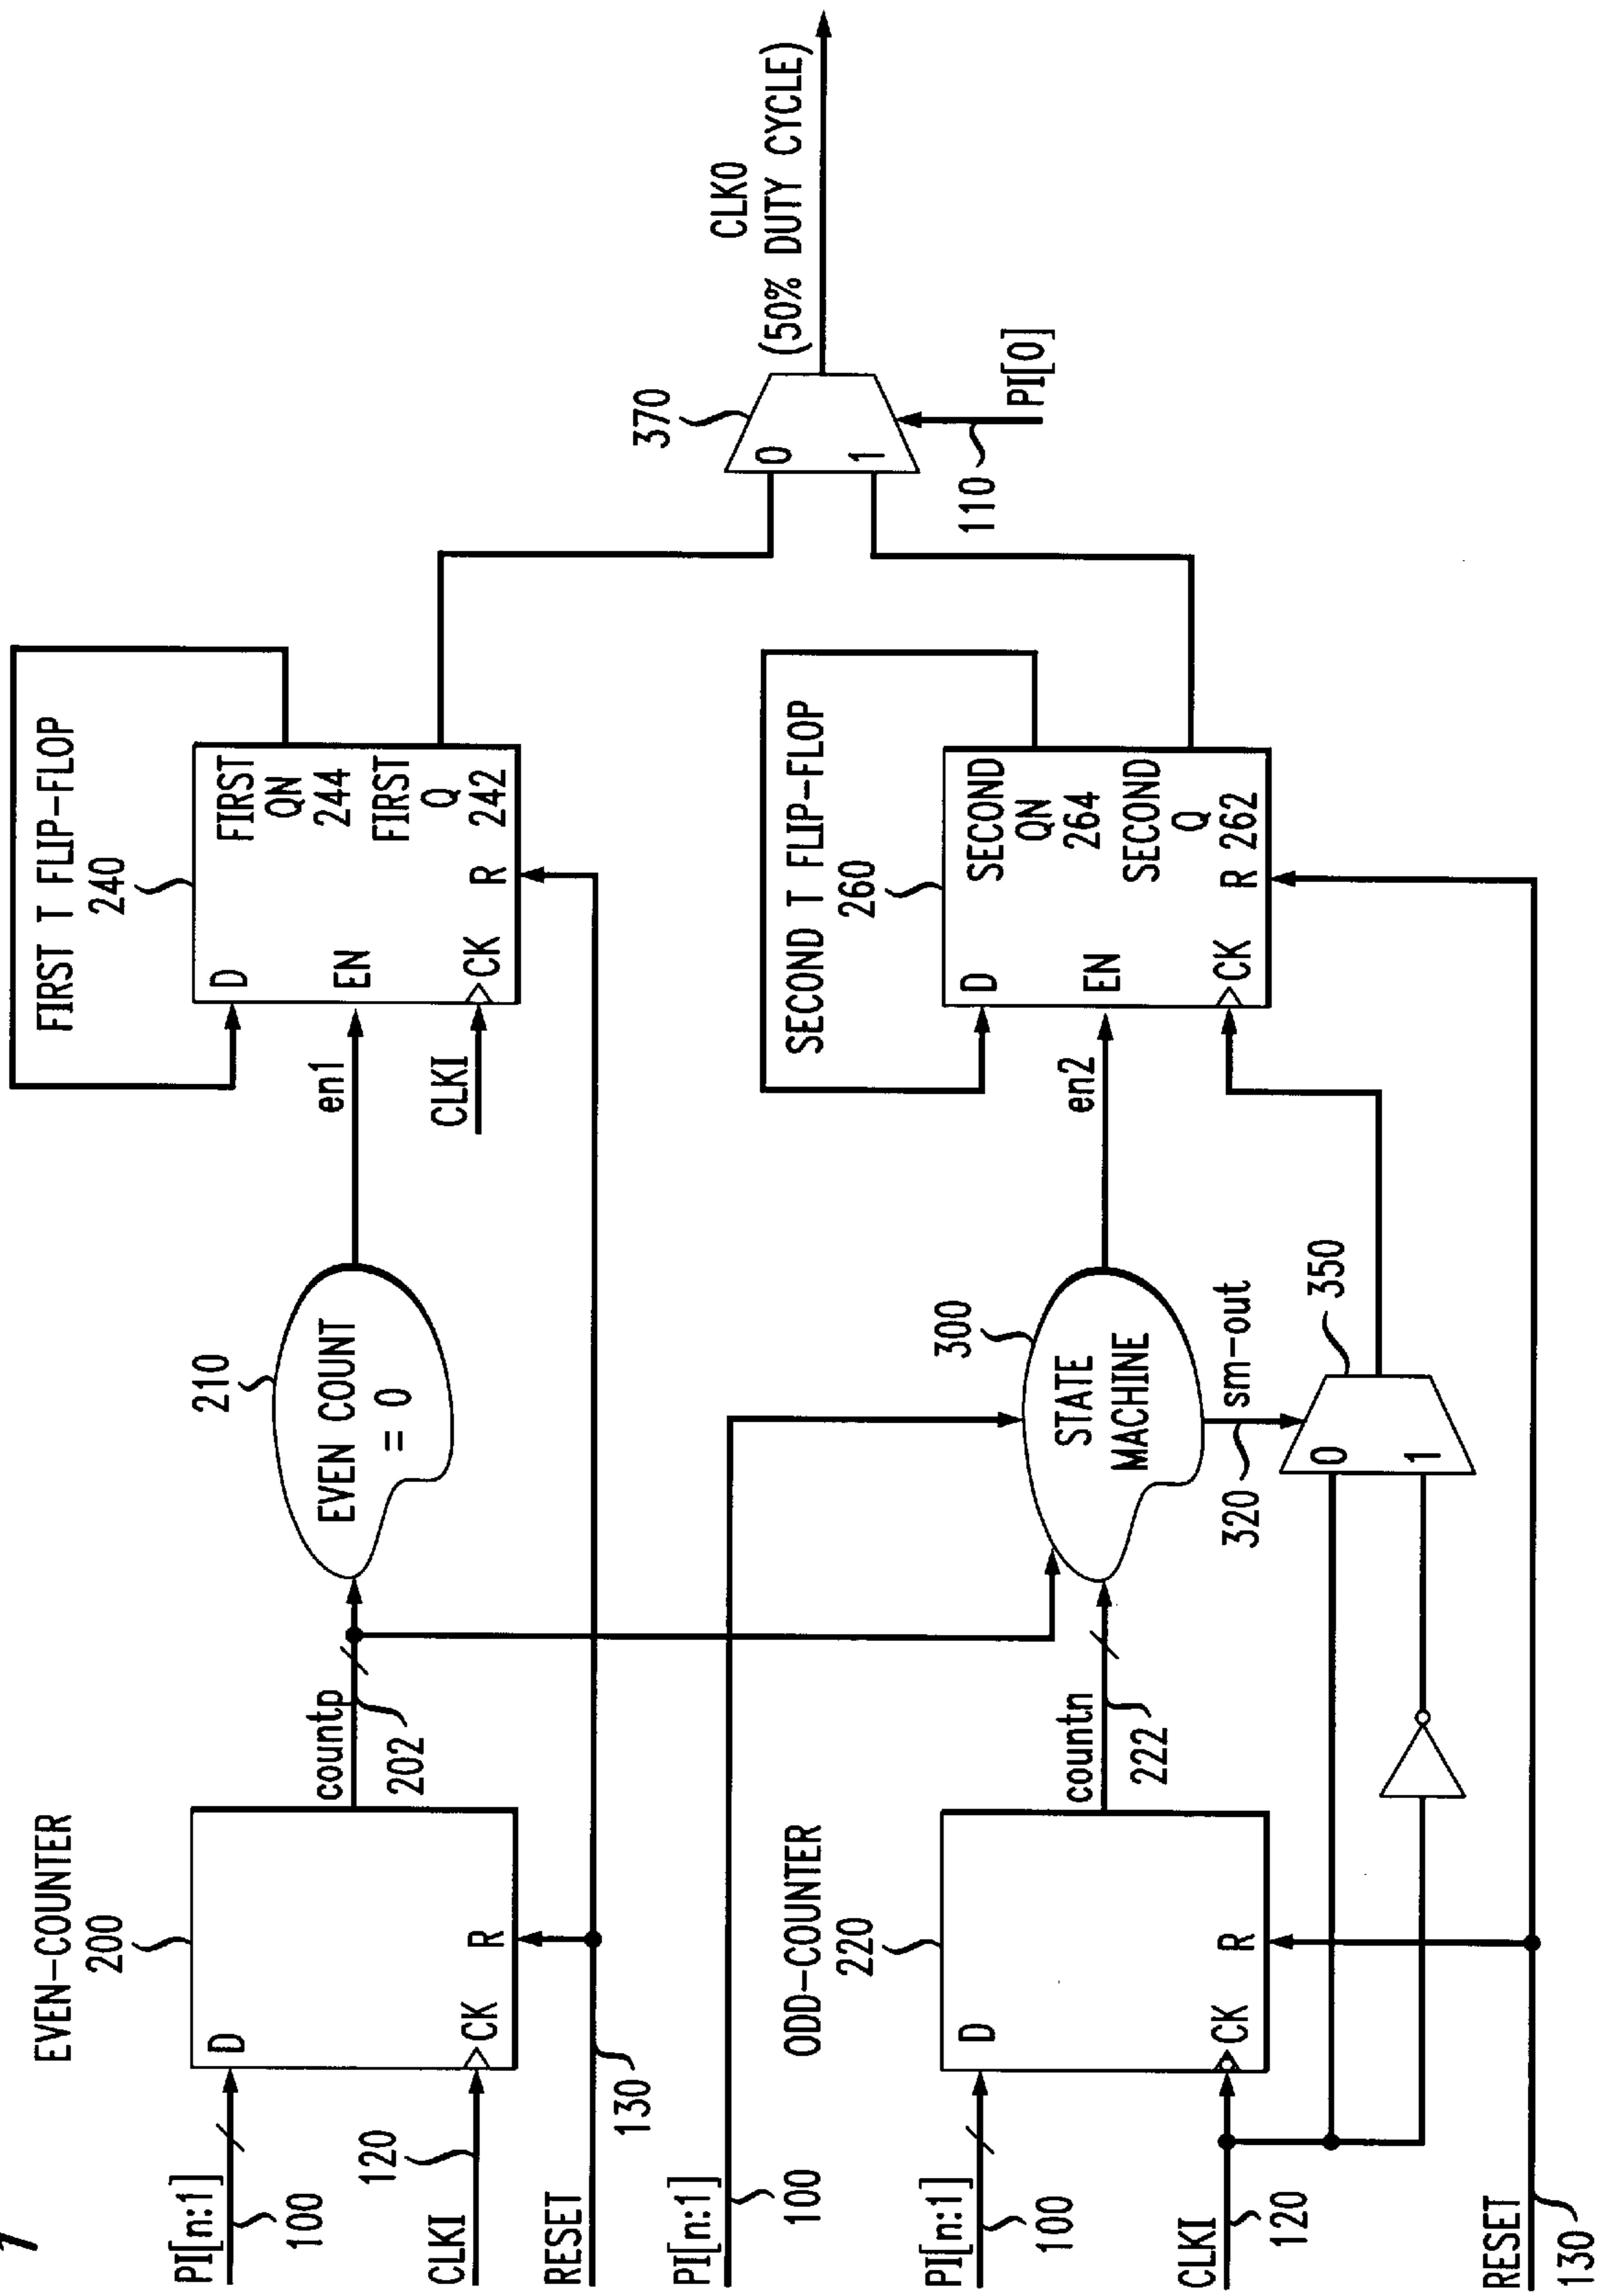 EVEN-COUNTER
200
PI[n:1]
100
D
120
CLKI
CK
R
RESET
130
countp
202
210
EVEN COUNT
= 0
en1
FIRST T FLIP-FLOP
240
D
EN
CLKI
CK
R
FIRST
QN
244
FIRST
Q
242
PI[n:1]
100
ODD-COUNTER
220
PI[n:1]
100
D
CLKI
120
CK
R
RESET
130
countn
222
300
STATE
MACHINE
320
sm-out
0
1
350
en2
SECOND T FLIP-FLOP
260
D
EN
CK
R
SECOND
QN
264
SECOND
Q
262
370
0
1
110
PI[0]
CLKO
(50% DUTY CYCLE)